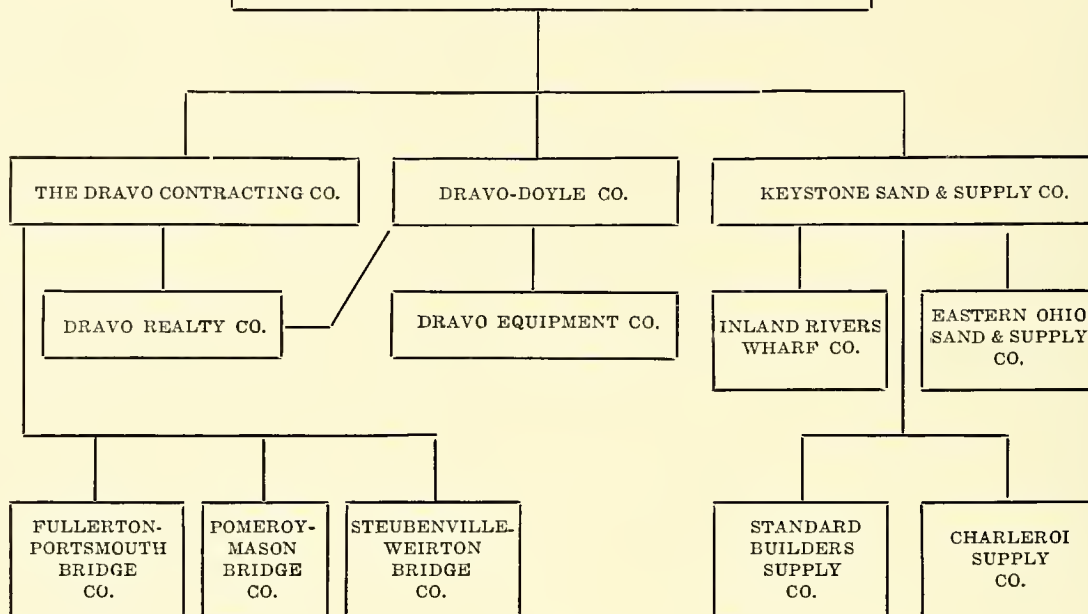 THE DRAVO CONTRACTING CO.
DRAVO-DOYLE CO.
KEYSTONE SAND & SUPPLY CO.
DRAVO REALTY CO.
DRAVO EQUIPMENT CO.
INLAND RIVERS
WHARF CO.
EASTERN OHIO
SAND & SUPPLY
CO.
FULLERTON-
PORTSMOUTH
BRIDGE
CO.
POMEROY-
MASON
BRIDGE
CO.
STEUBENVILLE-
WEIRTON
BRIDGE
CO.
STANDARD
BUILDERS
SUPPLY
CO.
CHARLEROI
SUPPLY
CO.